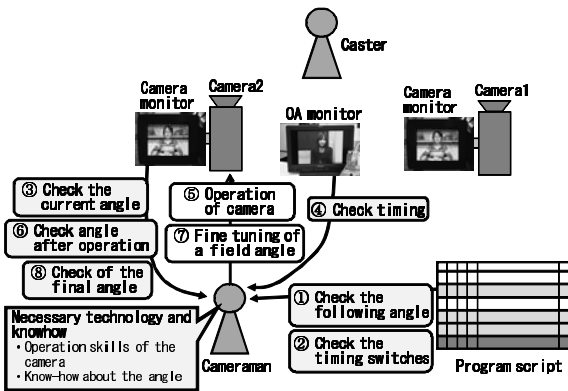 Caster
Camera
monitor
Camera2
OA monitor
Camera
monitor
Camera1
③ Check the
current angle
⑤ Operation
of camera
④ Check timing
⑥ Check angle
after operation
⑦ Fine tuning of
a field angle
⑧ Check of the
final angle
① Check the
following angle
② Check the
timing switches
Necessary technology and
knowhow
・Operation skills of the
camera
・Know-how about the angle
Cameraman
Program script